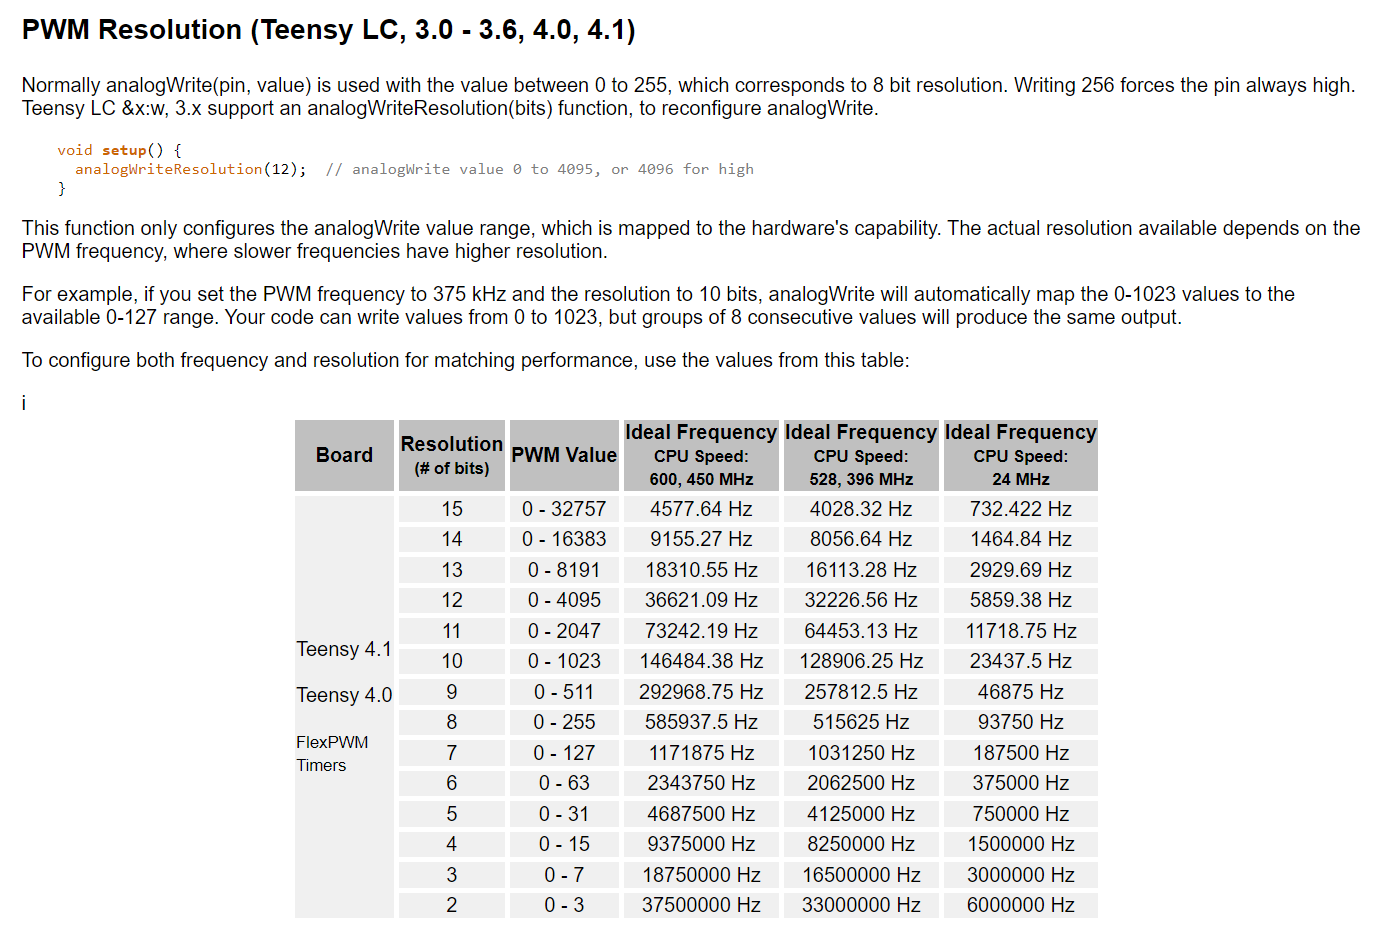 PWM Resolution (Teensy LC, 3.0 - 3.6, 4.0, 4.1)
Normally analogWrite(pin, value) is used with the value between 0 to 255, which corresponds to 8 bit resolution. Writing 256 forces the pin always high.
Teensy LC &x:w, 3.x support an analogWriteResolution(bits) function, to reconfigure analogWrite.
void setup() {
analogWriteResolution(12);  // analogWrite value 0 to 4095, or 4096 for high
}
This function only configures the analogWrite value range, which is mapped to the hardware's capability. The actual resolution available depends on the
PWM frequency, where slower frequencies have higher resolution.
For example, if you set the PWM frequency to 375 kHz and the resolution to 10 bits, analogWrite will automatically map the 0-1023 values to the
available 0-127 range. Your code can write values from 0 to 1023, but groups of 8 consecutive values will produce the same output.
To configure both frequency and resolution for matching performance, use the values from this table:
i
Board
Resolution
(# of bits)
PWM Value
Ideal Frequency
CPU Speed:
600, 450 MHz
Ideal Frequency
CPU Speed:
528, 396 MHz
Ideal Frequency
CPU Speed:
24 MHz
Teensy 4.1
Teensy 4.0
FlexPWM
Timers
15 0 - 32757 4577.64 Hz 4028.32 Hz 732.422 Hz
14 0 - 16383 9155.27 Hz 8056.64 Hz 1464.84 Hz
13 0 - 8191 18310.55 Hz 16113.28 Hz 2929.69 Hz
12 0 - 4095 36621.09 Hz 32226.56 Hz 5859.38 Hz
11 0 - 2047 73242.19 Hz 64453.13 Hz 11718.75 Hz
10 0 - 1023 146484.38 Hz 128906.25 Hz 23437.5 Hz
9 0 - 511 292968.75 Hz 257812.5 Hz 46875 Hz
8 0 - 255 585937.5 Hz 515625 Hz 93750 Hz
7 0 - 127 1171875 Hz 1031250 Hz 187500 Hz
6 0 - 63 2343750 Hz 2062500 Hz 375000 Hz
5 0 - 31 4687500 Hz 4125000 Hz 750000 Hz
4 0 - 15 9375000 Hz 8250000 Hz 1500000 Hz
3 0 - 7 18750000 Hz 16500000 Hz 3000000 Hz
2 0 - 3 37500000 Hz 33000000 Hz 6000000 Hz